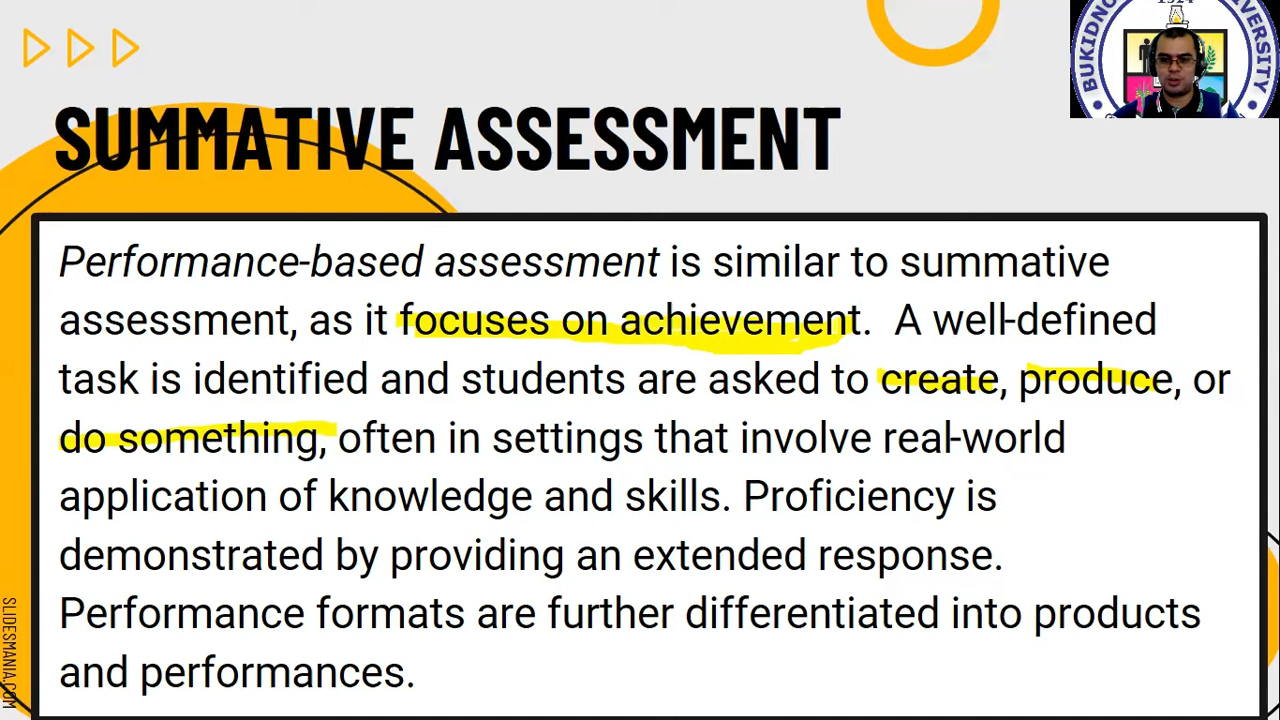 1924
BUKIDNO
VERSITY
SUMMATIVE ASSESSMENT
Performance-based assessment is similar to summative
assessment, as it focuses on achievement.  A well-defined
task is identified and students are asked to create, produce, or
do something, often in settings that involve real-world
application of knowledge and skills. Proficiency is
demonstrated by providing an extended response.
Performance formats are further differentiated into products
and performances.
SLIDESMANIA.COM